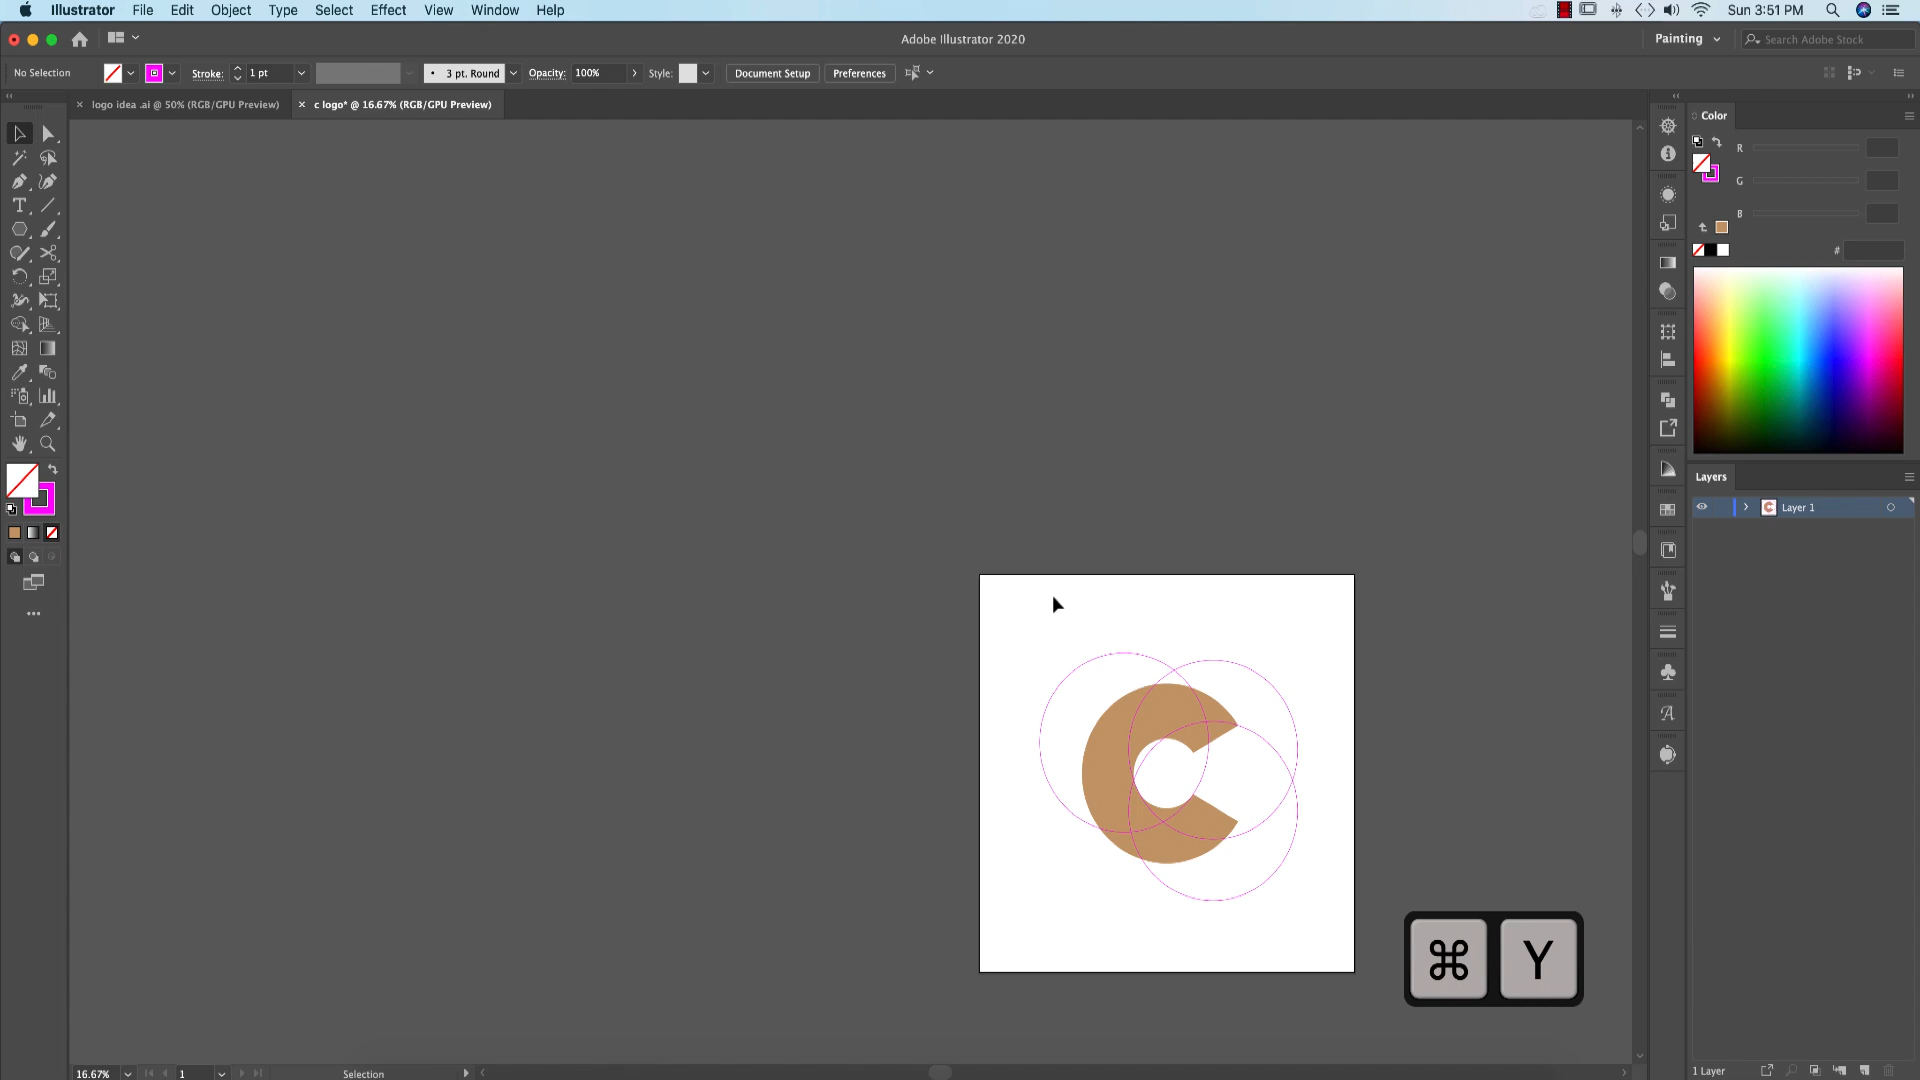 Illustrator File Edit Object Type Select Effect View Window Help Sun 3:51 PM
Adobe Illustrator 2020 Painting Search Adobe Stock
No Selection Stroke: 1 pt 3 pt. Round Opacity: 100% Style: Document Setup Preferences
logo idea .ai @ 50% (RGB/GPU Preview) c logo* @ 16.67% (RGB/GPU Preview)
Color
R
G
B
#
Layers
Layer 1
⌘ Y
16.67% 1 Selection 1 Layer